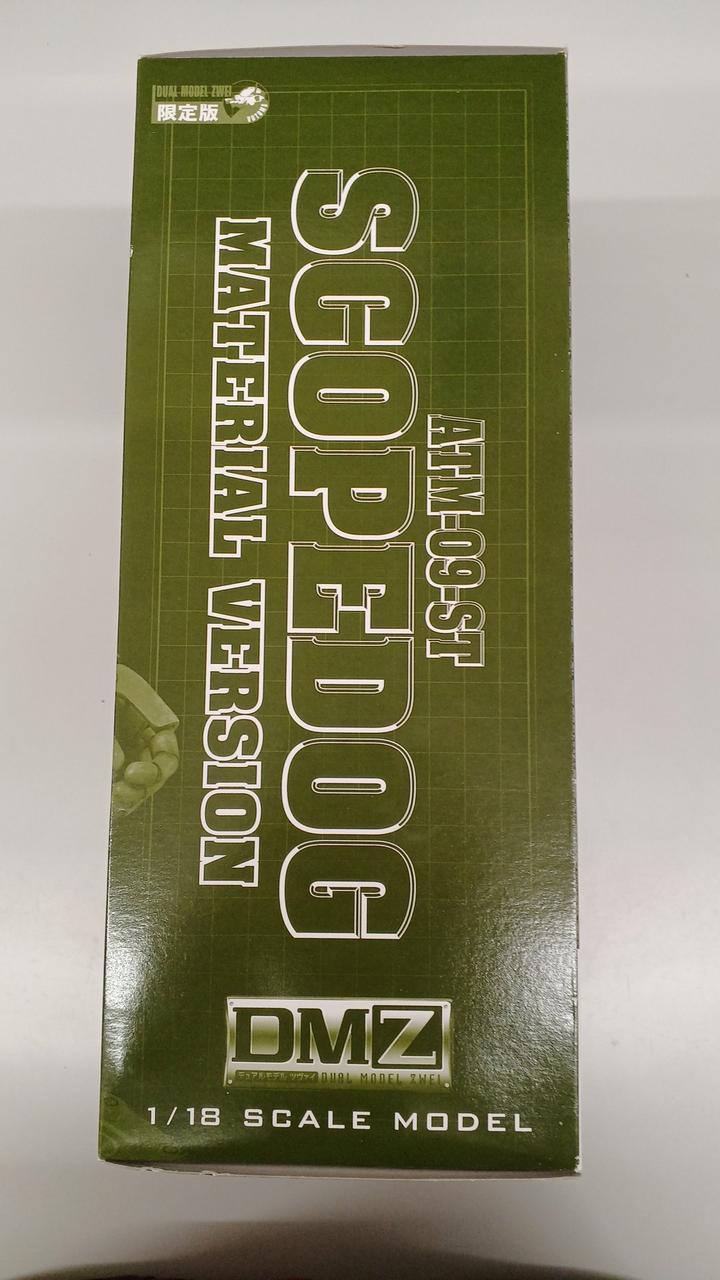 DUAL MODEL ZWEI
限定版
ATM-09-ST
SCOPEDOG
MATERIAL VERSION
DMZ
デュアルモデル ツヴァイ DUAL MODEL ZWEI
1/18 SCALE MODEL